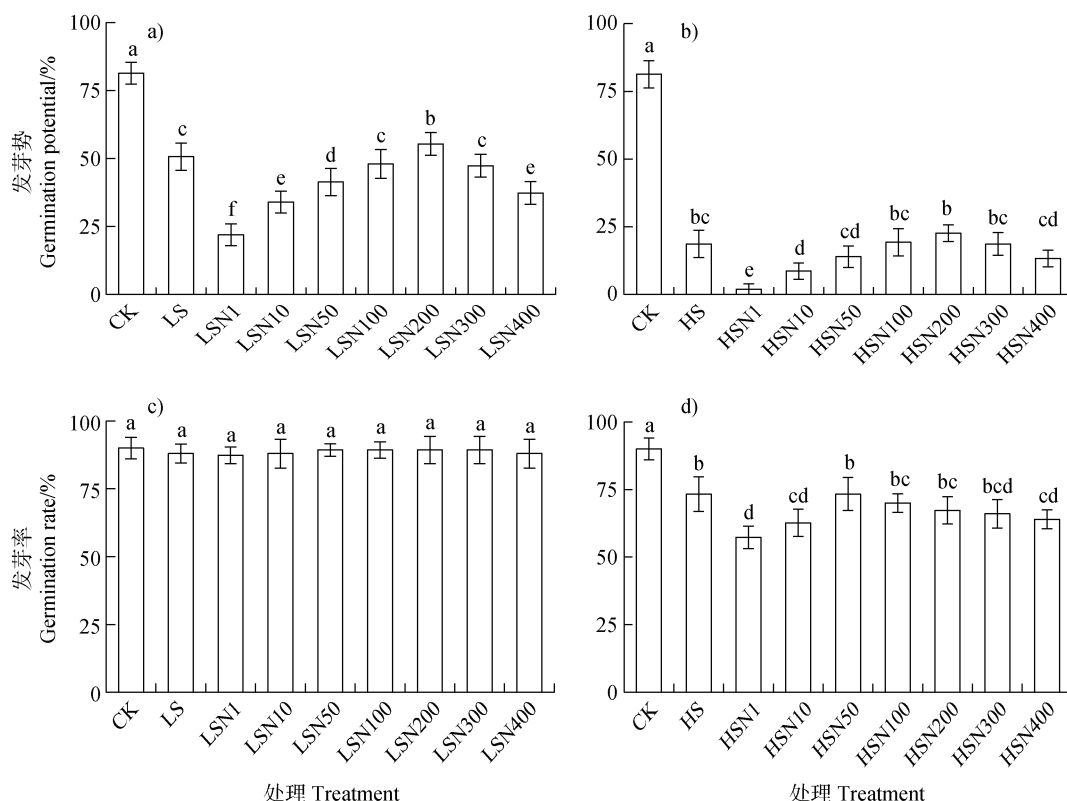 a)
100
75
50
25
0
a
c
f
e
d
c
b
c
e
CK
LS
LSN1
LSN10
LSN50
LSN100
LSN200
LSN300
LSN400
发芽势
Germination potential/%
b)
100
75
50
25
0
a
bc
e
d
cd
bc
b
bc
cd
CK
HS
HSN1
HSN10
HSN50
HSN100
HSN200
HSN300
HSN400
c)
100
75
50
25
0
a
a
a
a
a
a
a
a
a
CK
LS
LSN1
LSN10
LSN50
LSN100
LSN200
LSN300
LSN400
发芽率
Germination rate/%
处理 Treatment
d)
100
75
50
25
0
a
b
d
cd
b
bc
bc
bcd
cd
CK
HS
HSN1
HSN10
HSN50
HSN100
HSN200
HSN300
HSN400
处理 Treatment